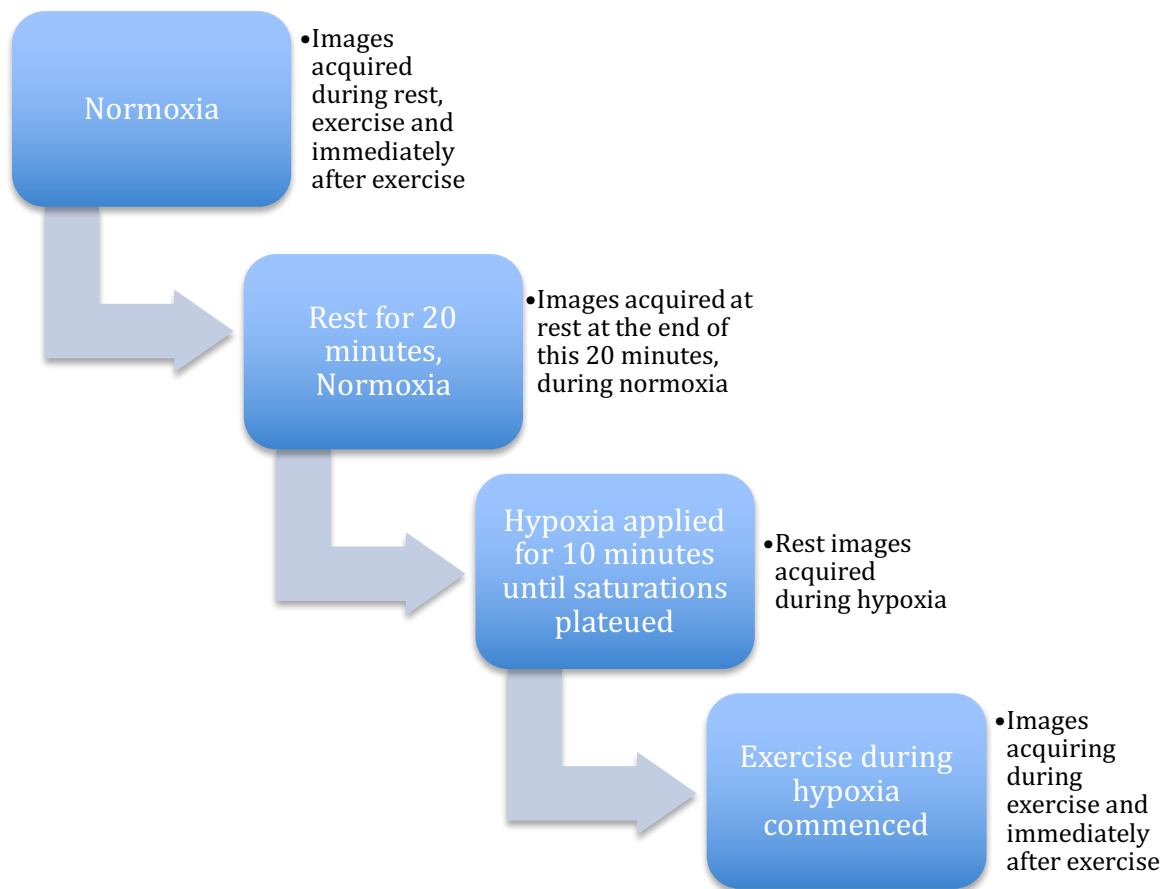 Normoxia
•Images
acquired
during rest,
exercise and
immediately
after exercise
Rest for 20
minutes,
Normoxia
•Images acquired at
rest at the end of
this 20 minutes,
during normoxia
Hypoxia applied
for 10 minutes
until saturations
plateued
•Rest images
acquired
during hypoxia
Exercise during
hypoxia
commenced
•Images
acquiring
during
exercise and
immediately
after exercise